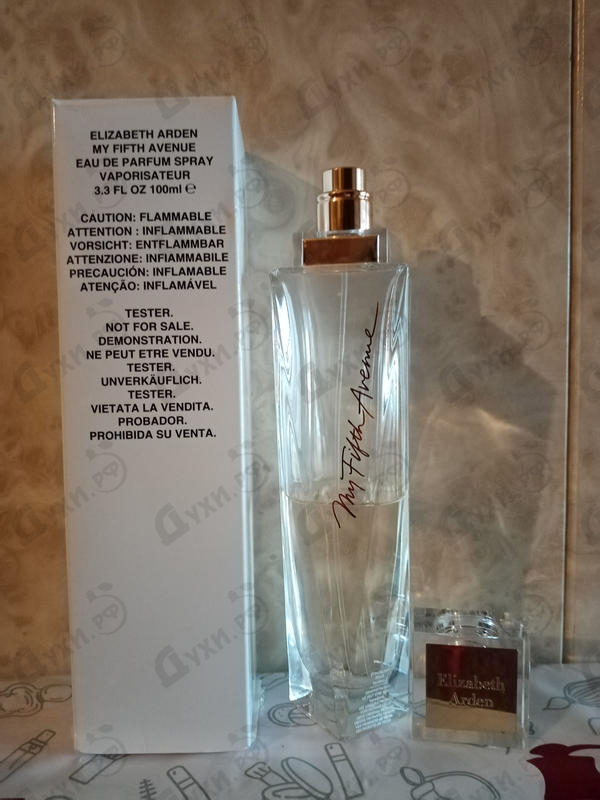 ELIZABETH ARDEN
MY FIFTH AVENUE
EAU DE PARFUM SPRAY
VAPORISATEUR
3.3 FL OZ 100ml ℮
CAUTION: FLAMMABLE
ATTENTION : INFLAMMABLE
VORSICHT: ENTFLAMMBAR
ATTENZIONE: INFIAMMABILE
PRECAUCIÓN: INFLAMABLE
ATENÇÃO: INFLAMÁVEL
TESTER.
NOT FOR SALE.
DEMONSTRATION.
NE PEUT ETRE VENDU.
TESTER.
UNVERKÄUFLICH.
TESTER.
VIETATA LA VENDITA.
PROBADOR.
PROHIBIDA SU VENTA.
My Fifth Avenue
Elizabeth
Arden
Духи.РФ